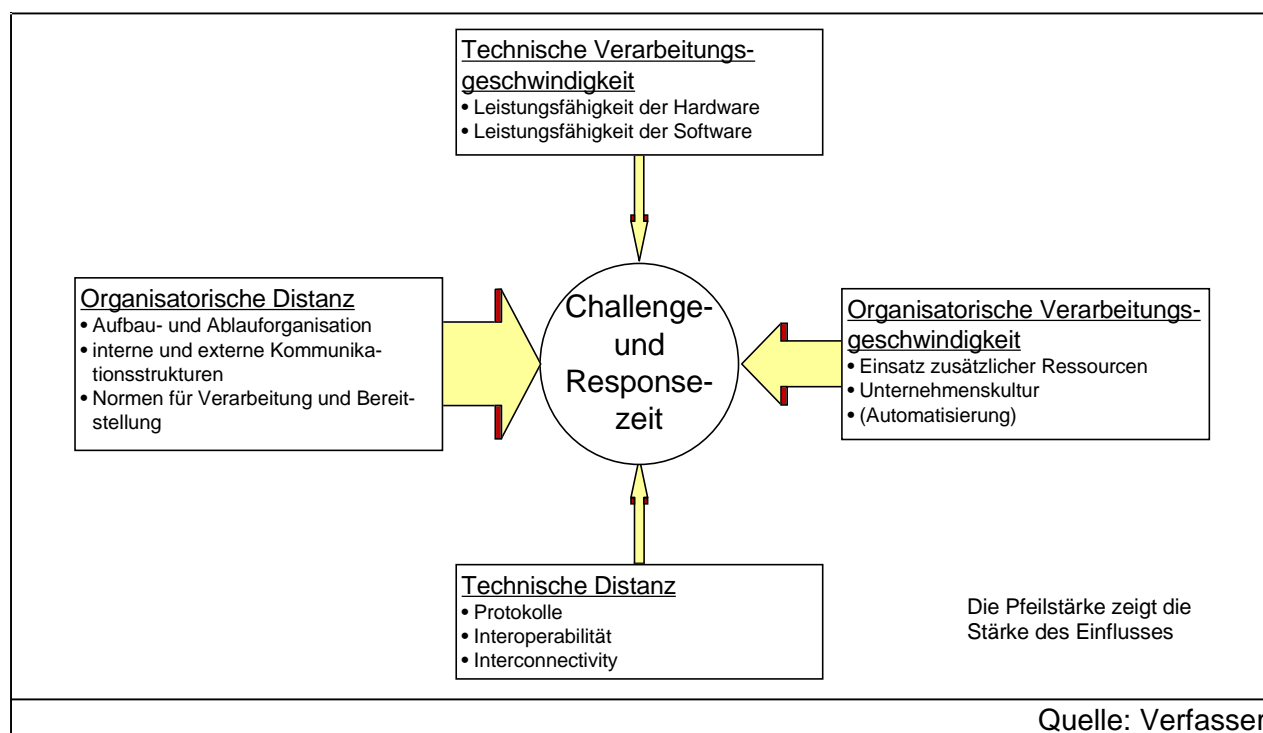 Technische Verarbeitungs-
geschwindigkeit
• Leistungsfähigkeit der Hardware
• Leistungsfähigkeit der Software
Organisatorische Distanz
• Aufbau- und Ablauforganisation
• interne und externe Kommunika-
tionsstrukturen
• Normen für Verarbeitung und Bereit-
stellung
Challenge-
und
Response-
zeit
Organisatorische Verarbeitungs-
geschwindigkeit
• Einsatz zusätzlicher Ressourcen
• Unternehmenskultur
• (Automatisierung)
Technische Distanz
• Protokolle
• Interoperabilität
• Interconnectivity
Die Pfeilstärke zeigt die
Stärke des Einflusses
Quelle: Verfasser